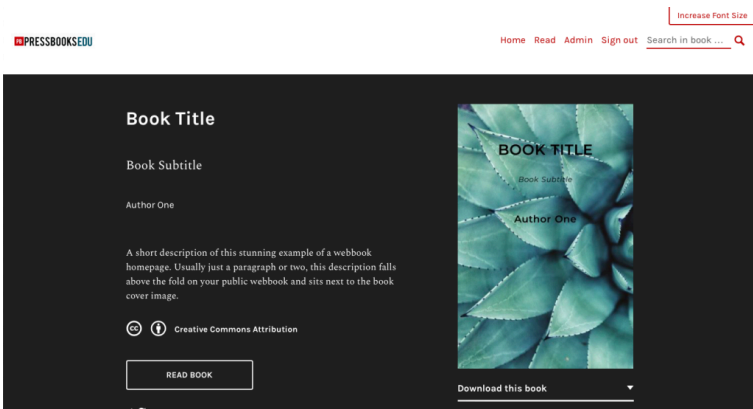 Increase Font Size
PB PRESSBOOKSEDU
Home Read Admin Sign out Search in book ...
Book Title
Book Subtitle
Author One
A short description of this stunning example of a webbook
homepage. Usually just a paragraph or two, this description falls
above the fold on your public webbook and sits next to the book
cover image.
cc Creative Commons Attribution
READ BOOK
BOOK TITLE
Book Subtitle
Author One
Download this book